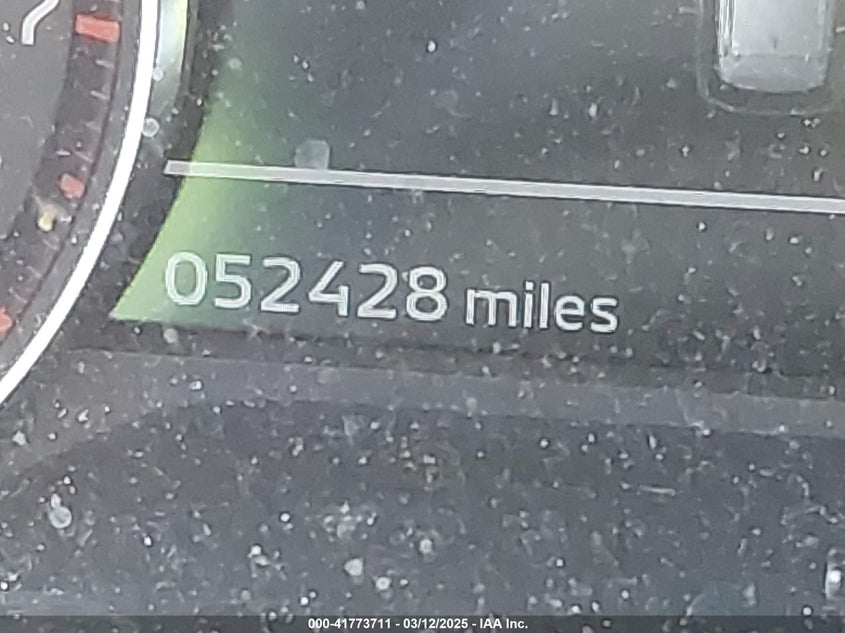 052428 miles
000-41773711 - 03/12/2025 - IAA Inc.